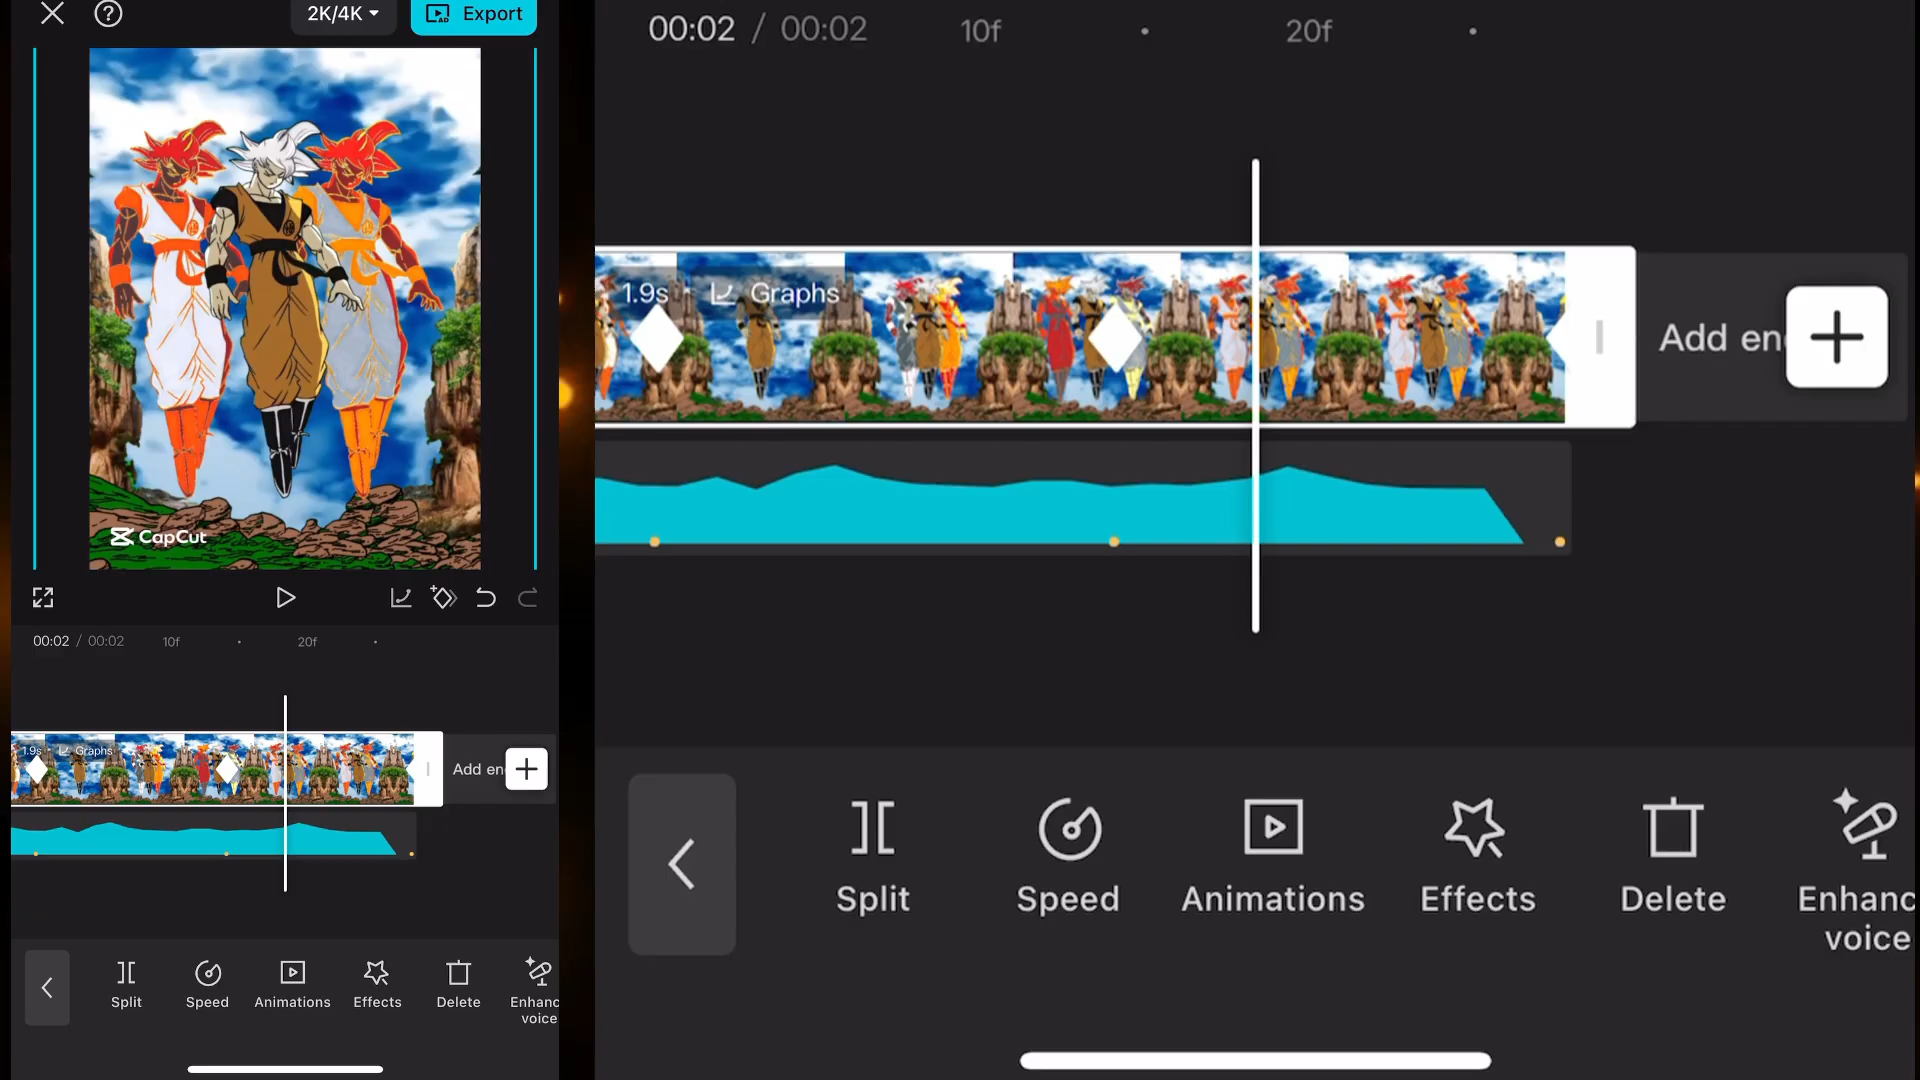 2K/4K
Export
CapCut
00:02 / 00:02 10f 20f
1.9s Graphs
Add en
Split
Speed
Animations
Effects
Delete
Enhanc
voice
00:02 / 00:02 10f 20f
1.9s Graphs
Add en
Split
Speed
Animations
Effects
Delete
Enhanc
voice